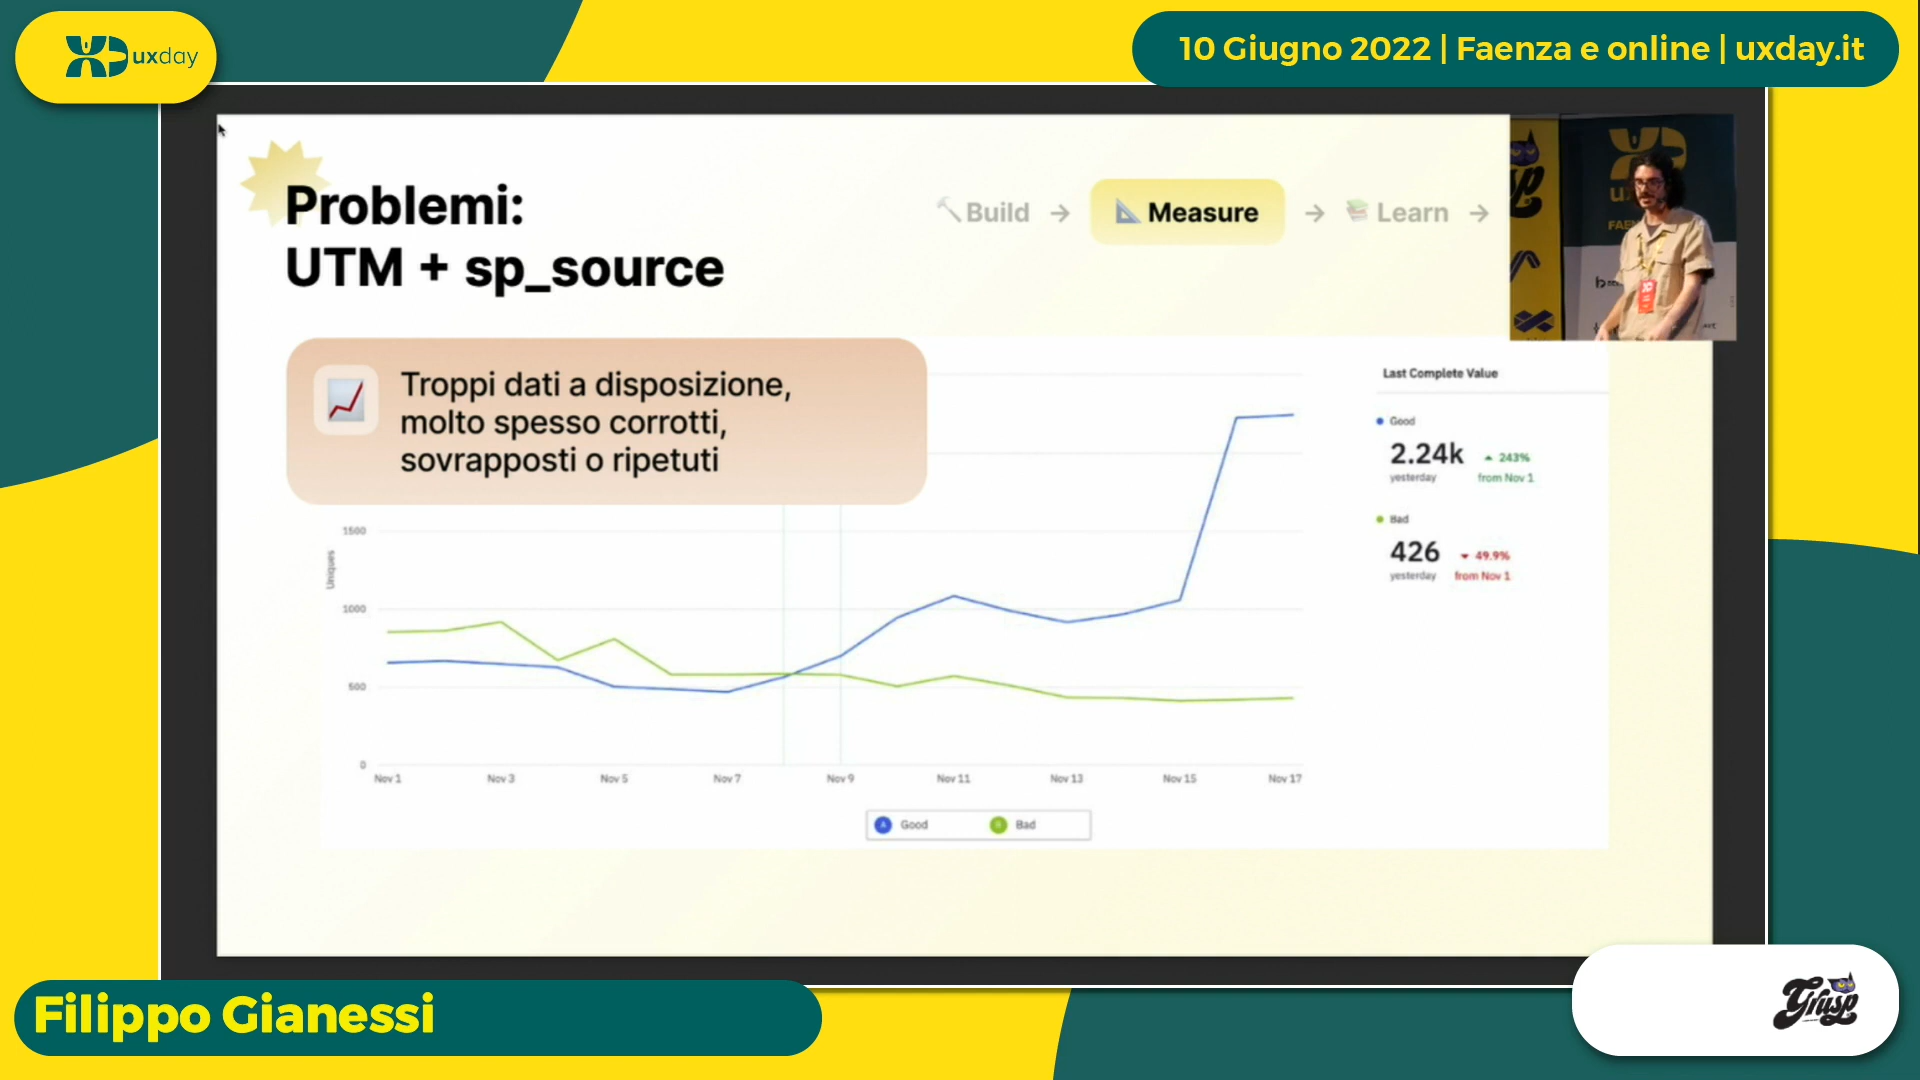 uxday
10 Giugno 2022 | Faenza e online | uxday.it
Problemi:
UTM + sp_source
Build → Measure → Learn →
Troppi dati a disposizione,
molto spesso corrotti,
sovrapposti o ripetuti
Last Complete Value
Good
2.24k 243%
yesterday from Nov 1
Bad
426 49.9%
yesterday from Nov 1
Uniques
1500
1000
500
0
Nov 1 Nov 3 Nov 5 Nov 7 Nov 9 Nov 11 Nov 13 Nov 15 Nov 17
A Good B Bad
Filippo Gianessi
Grusp